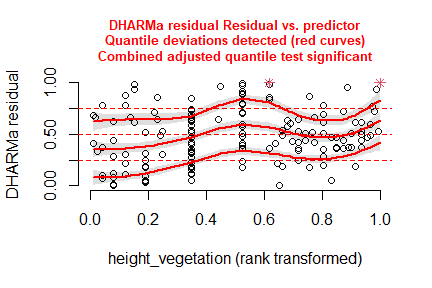 DHARMa residual Residual vs. predictor
Quantile deviations detected (red curves)
Combined adjusted quantile test significant
DHARMa residual
1.00
0.50
0.00
0.0
0.2
0.4
0.6
0.8
1.0
height_vegetation (rank transformed)